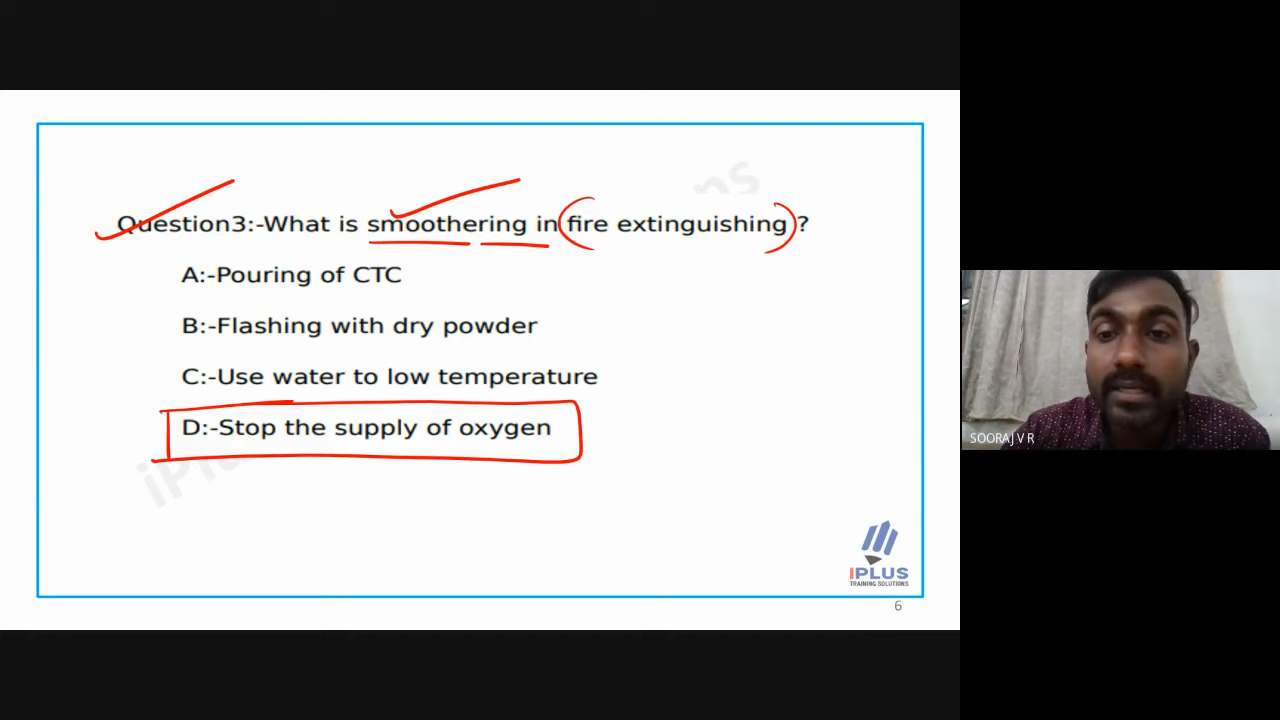 Question3:-What is smoothering in fire extinguishing ?
A:-Pouring of CTC
B:-Flashing with dry powder
C:-Use water to low temperature
D:-Stop the supply of oxygen
SOORAJ V R
IPLUS
TRAINING SOLUTIONS
6